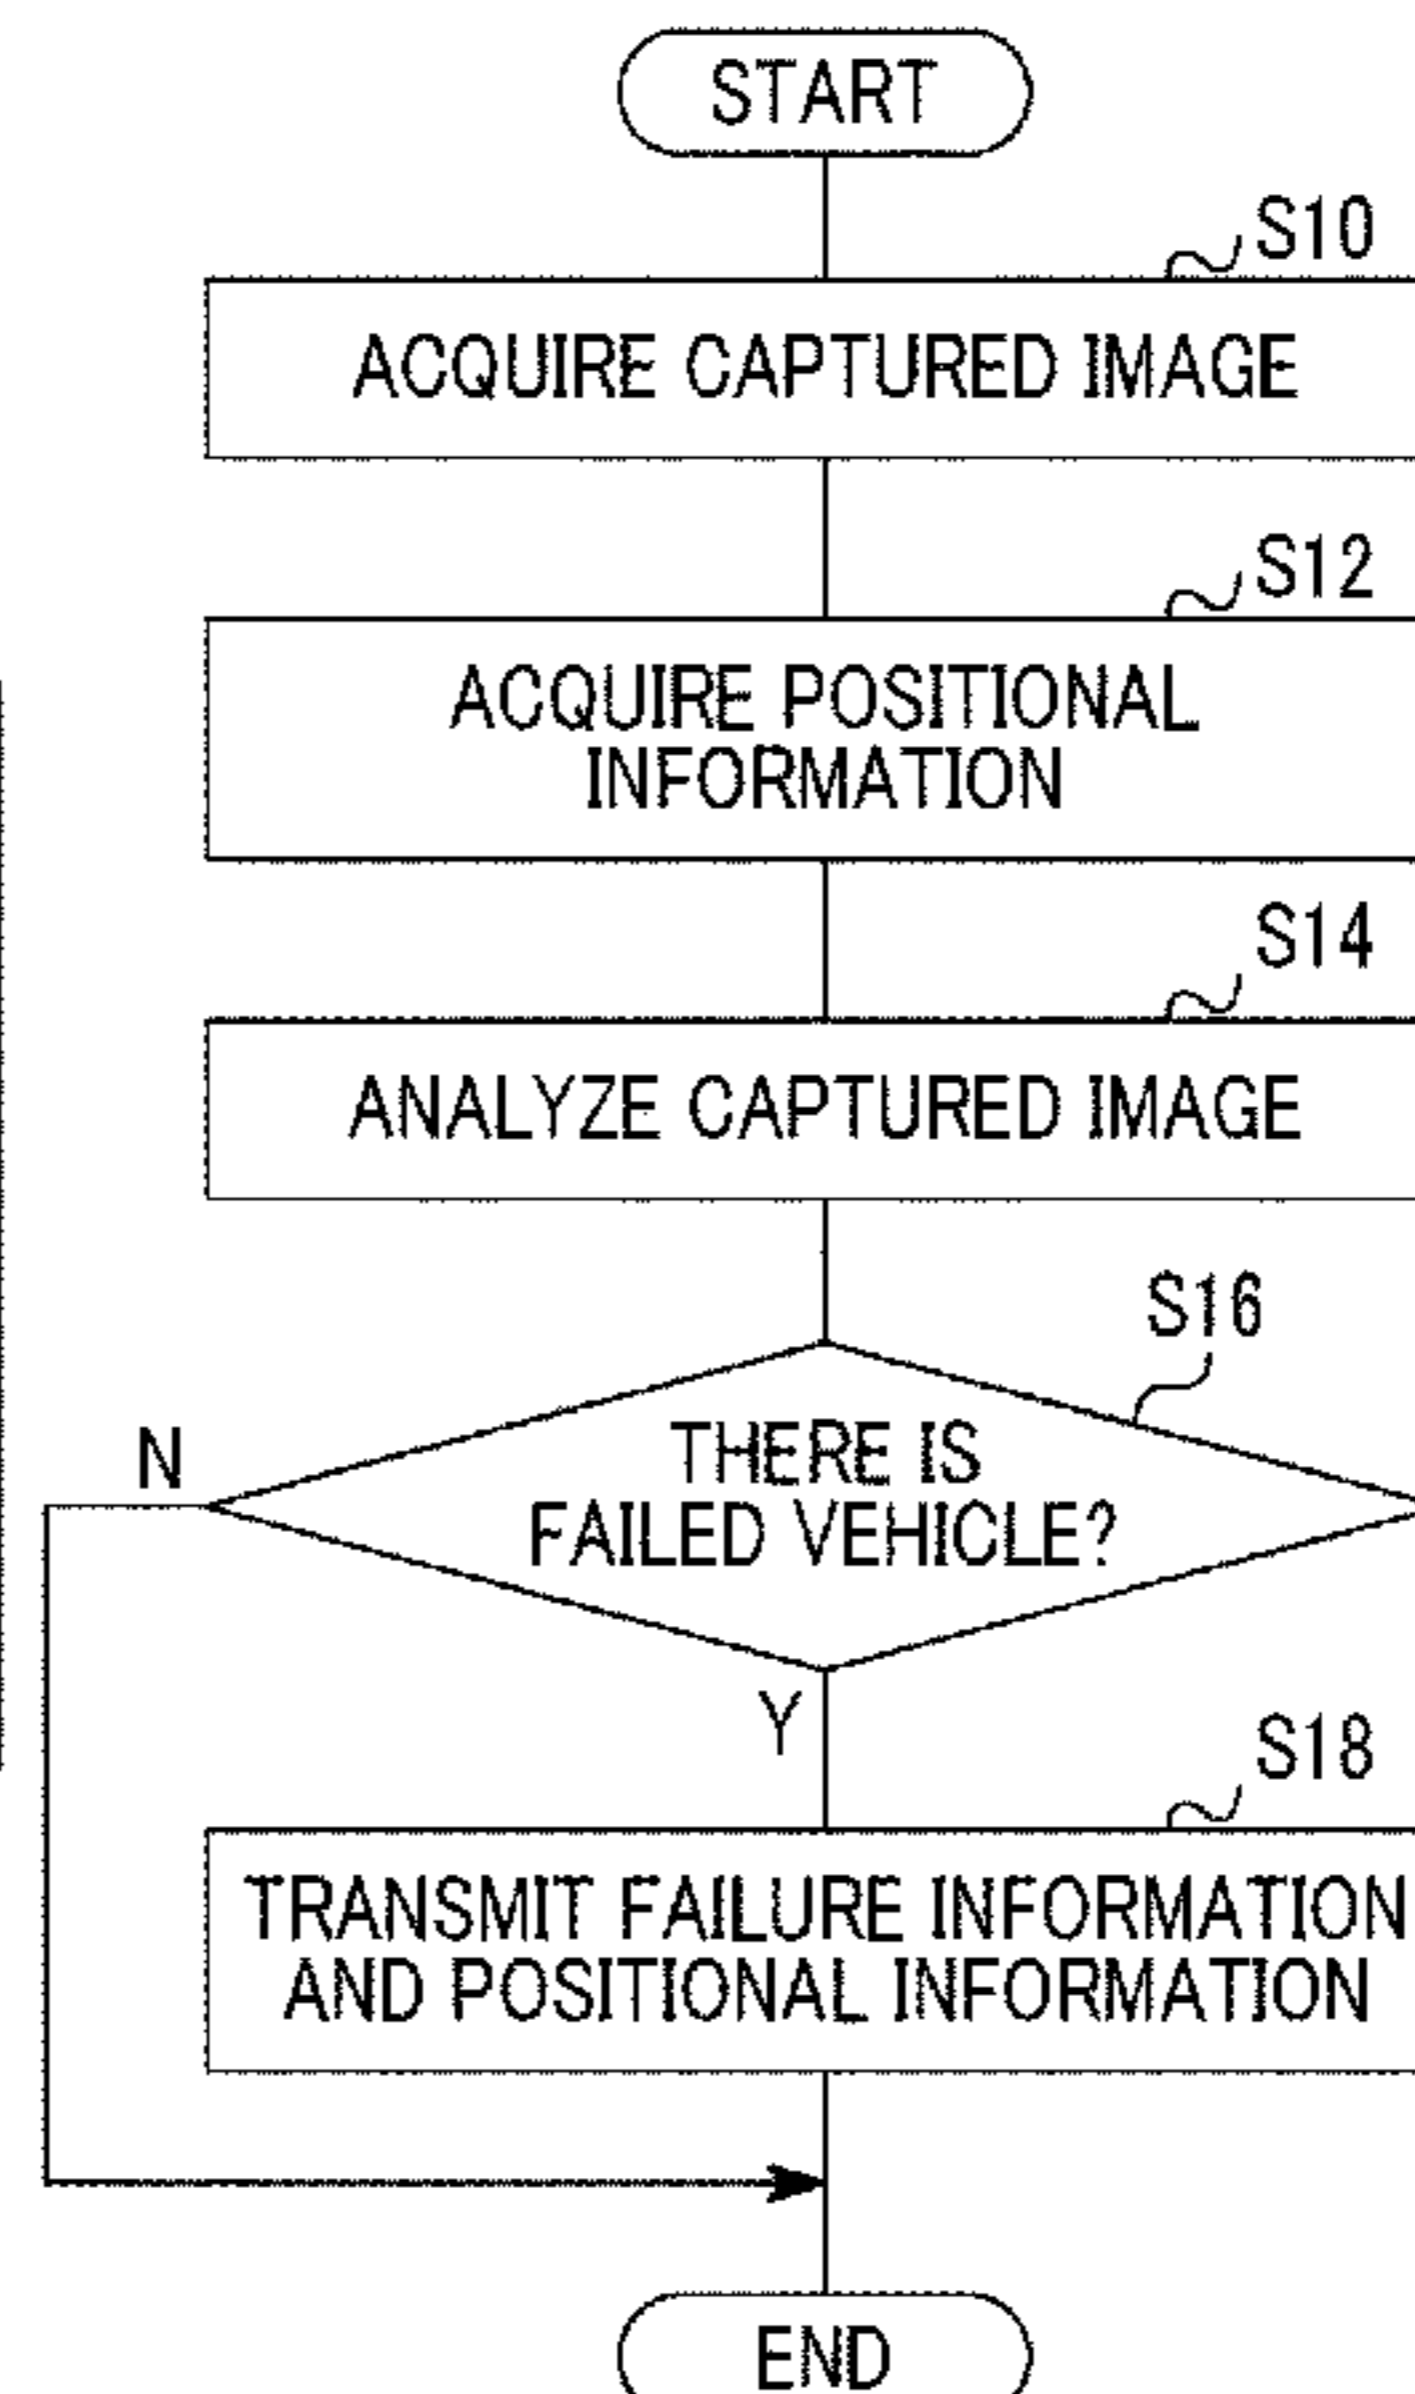 START
S10
ACQUIRE CAPTURED IMAGE
S12
ACQUIRE POSITIONAL
INFORMATION
S14
ANALYZE CAPTURED IMAGE
S16
THERE IS
FAILED VEHICLE?
N
Y
S18
TRANSMIT FAILURE INFORMATION
AND POSITIONAL INFORMATION
END